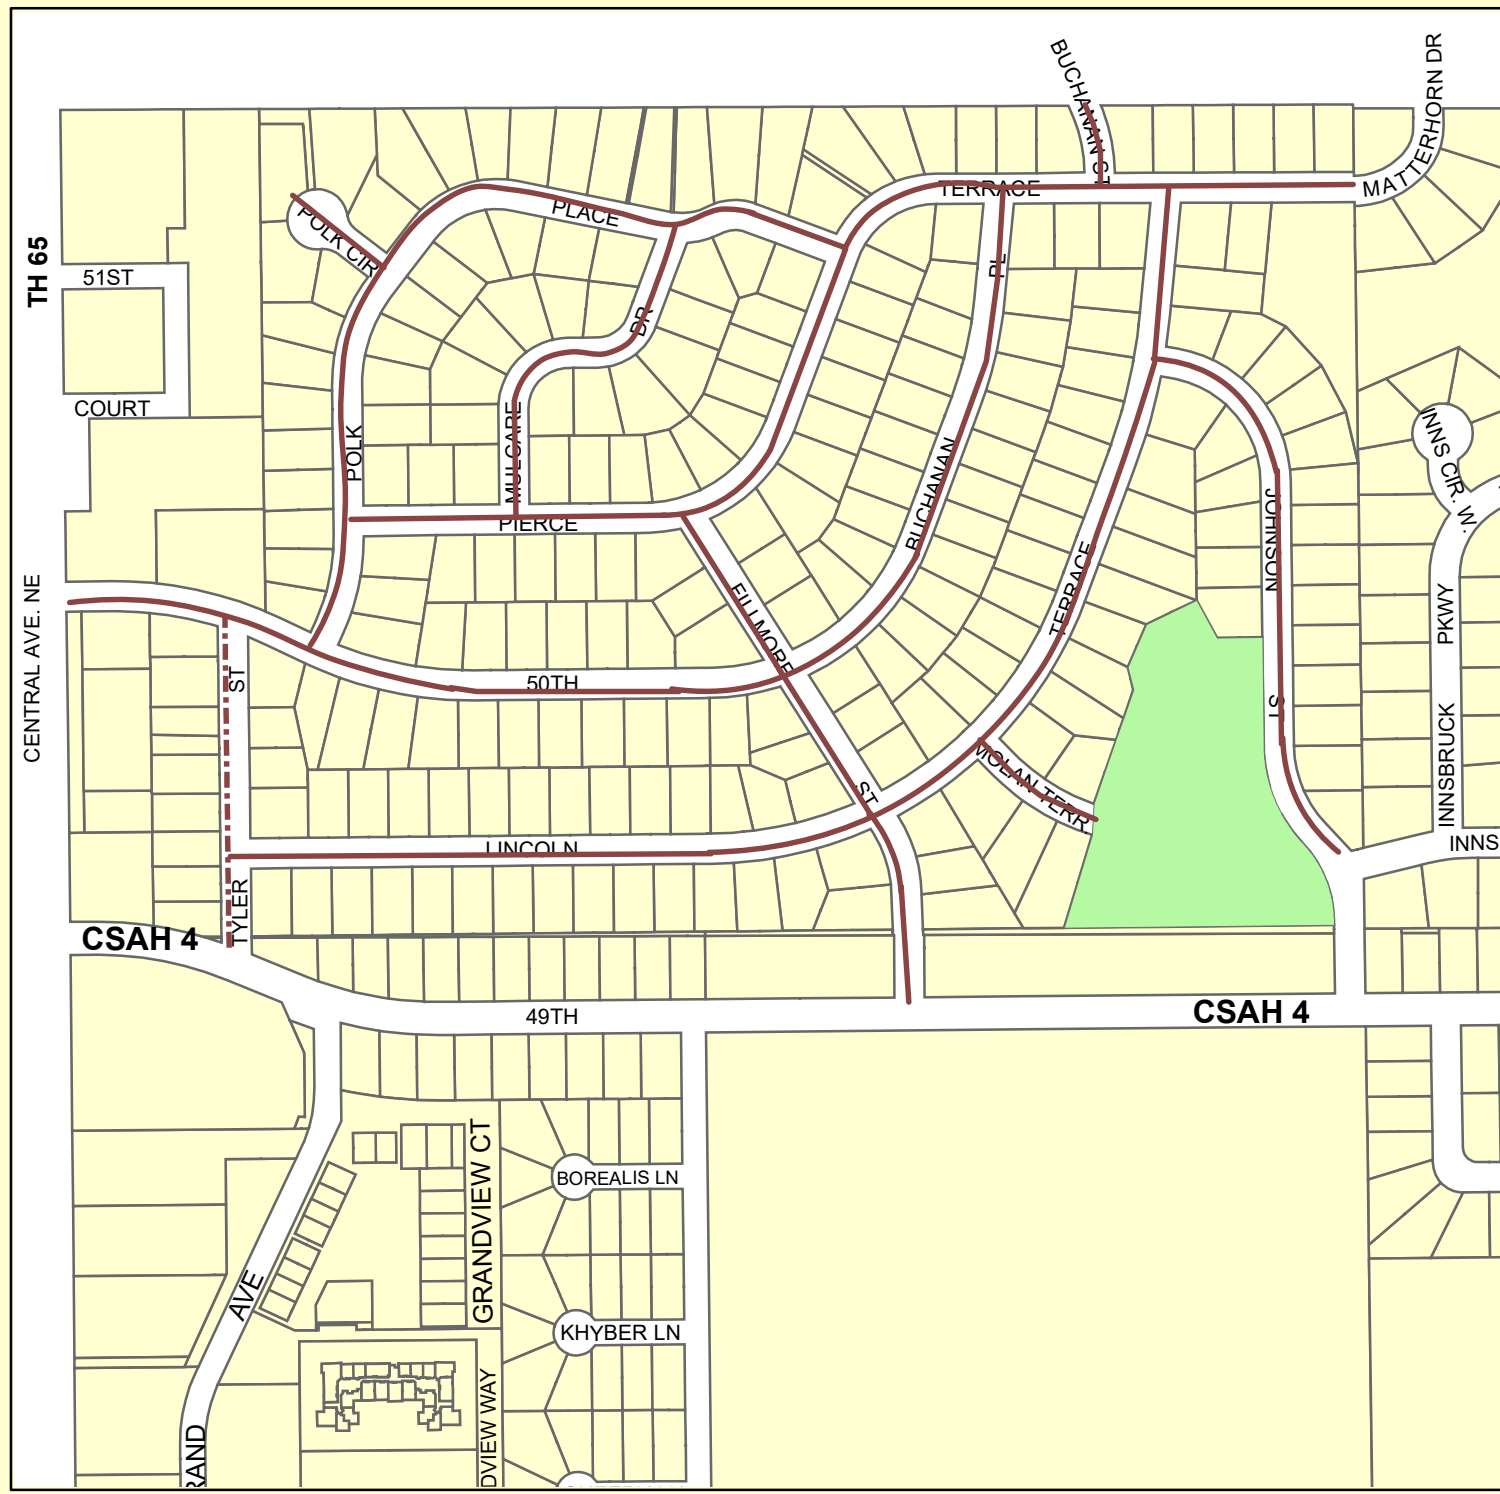 BUCHANAN ST
MATTERHORN DR
PLACE
TERRACE
POLK CIR
TH 65
51ST
PL
DR
COURT
POLK
MULCARE
BUCHANAN
INNS CIR. W.
JOHNSON
PIERCE
TERRACE
FILLMORE
CENTRAL AVE. NE
ST
50TH
PKWY
ST
INNSBRUCK
MOLAN TERR
ST
LINCOLN
INNS
TYLER
CSAH 4
49TH
CSAH 4
GRANDVIEW CT
BOREALIS LN
AVE
KHYBER LN
DVIEW WAY
RAND